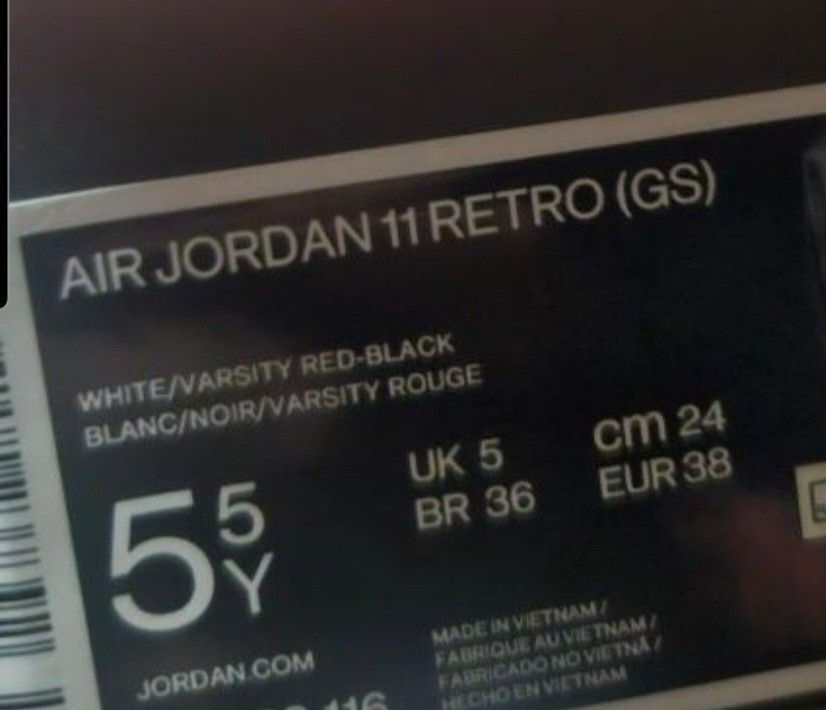 AIR JORDAN 11 RETRO (GS)
WHITE/VARSITY RED-BLACK
BLANC/NOIR/VARSITY ROUGE
5 5 Y
UK 5
BR 36
cm 24
EUR 38
JORDAN.COM
MADE IN VIETNAM /
FABRIQUE AU VIETNAM /
FABRICADO NO VIETNÃ /
HECHO EN VIETNAM
116